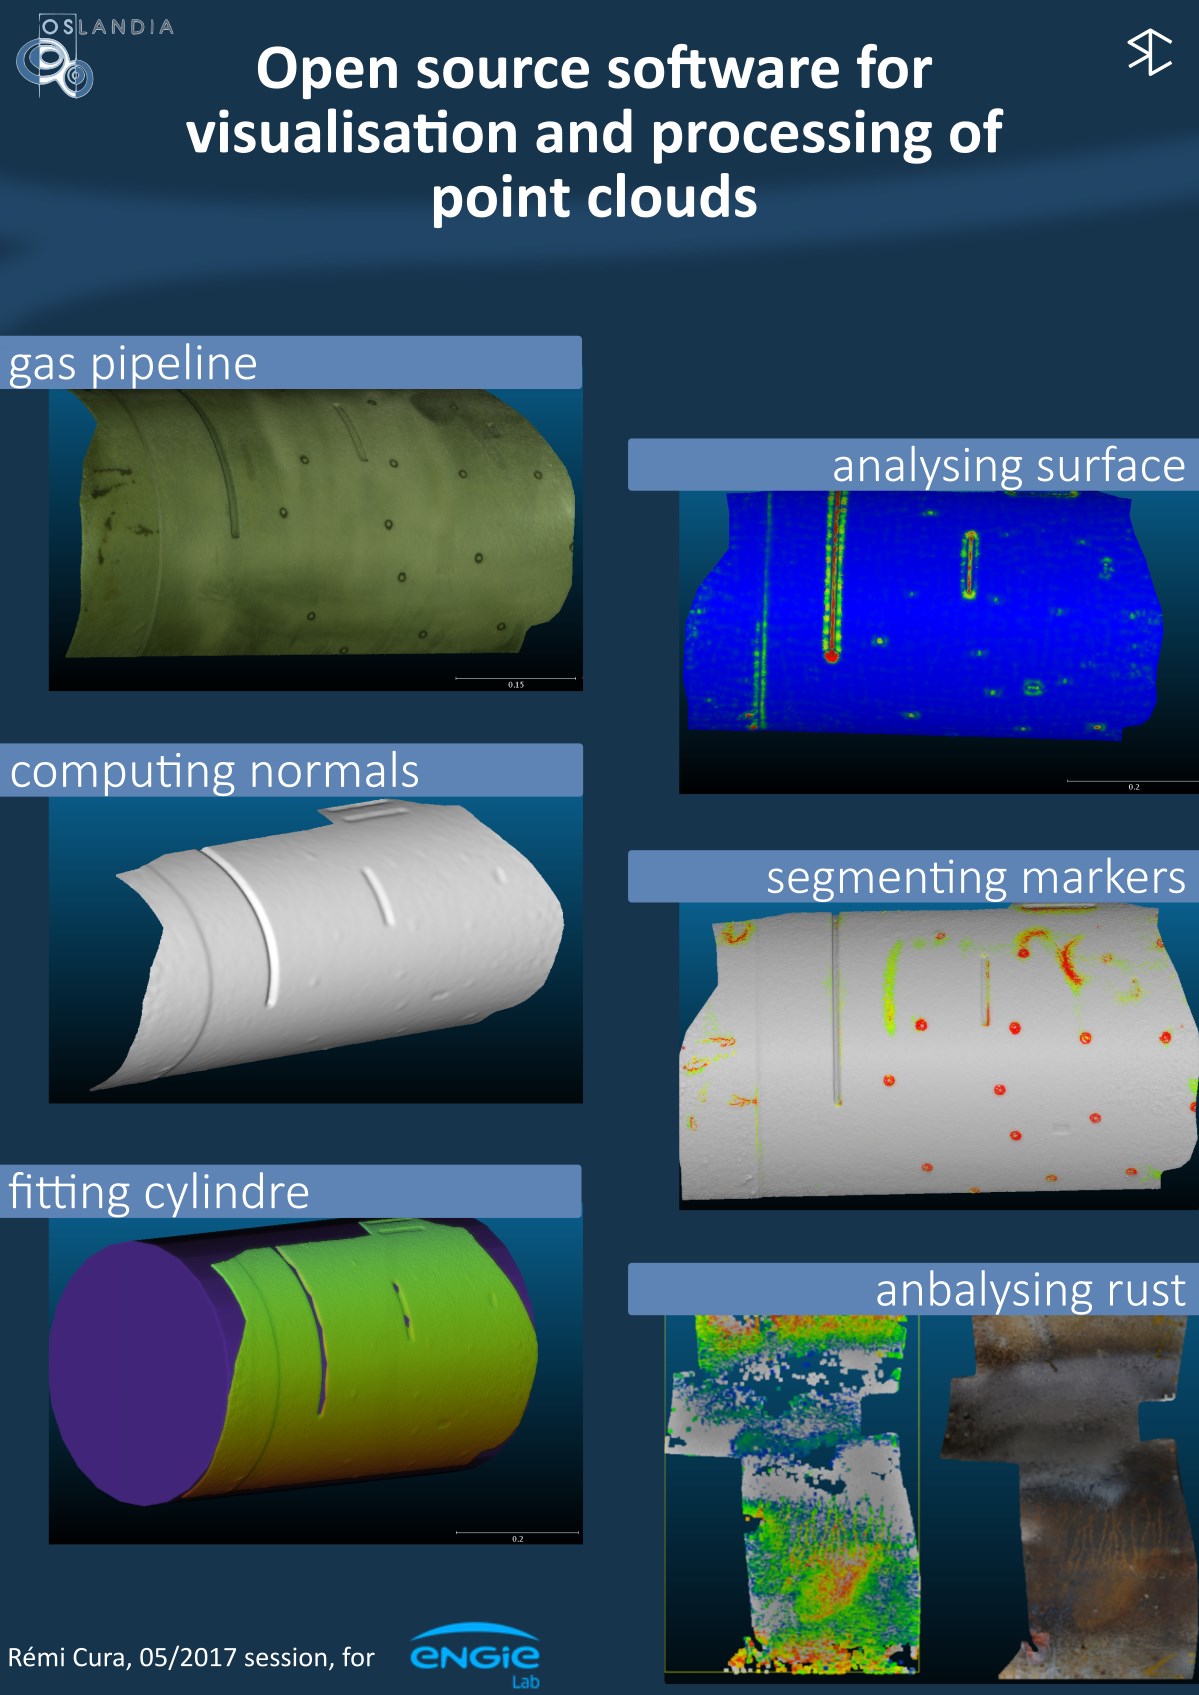 OSLANDIA
Open source software for
visualisation and processing of
point clouds
gas pipeline
0.15
analysing surface
0.2
computing normals
segmenting markers
fitting cylindre
0.2
anbalysing rust
Rémi Cura, 05/2017 session, for
ENGIE
Lab